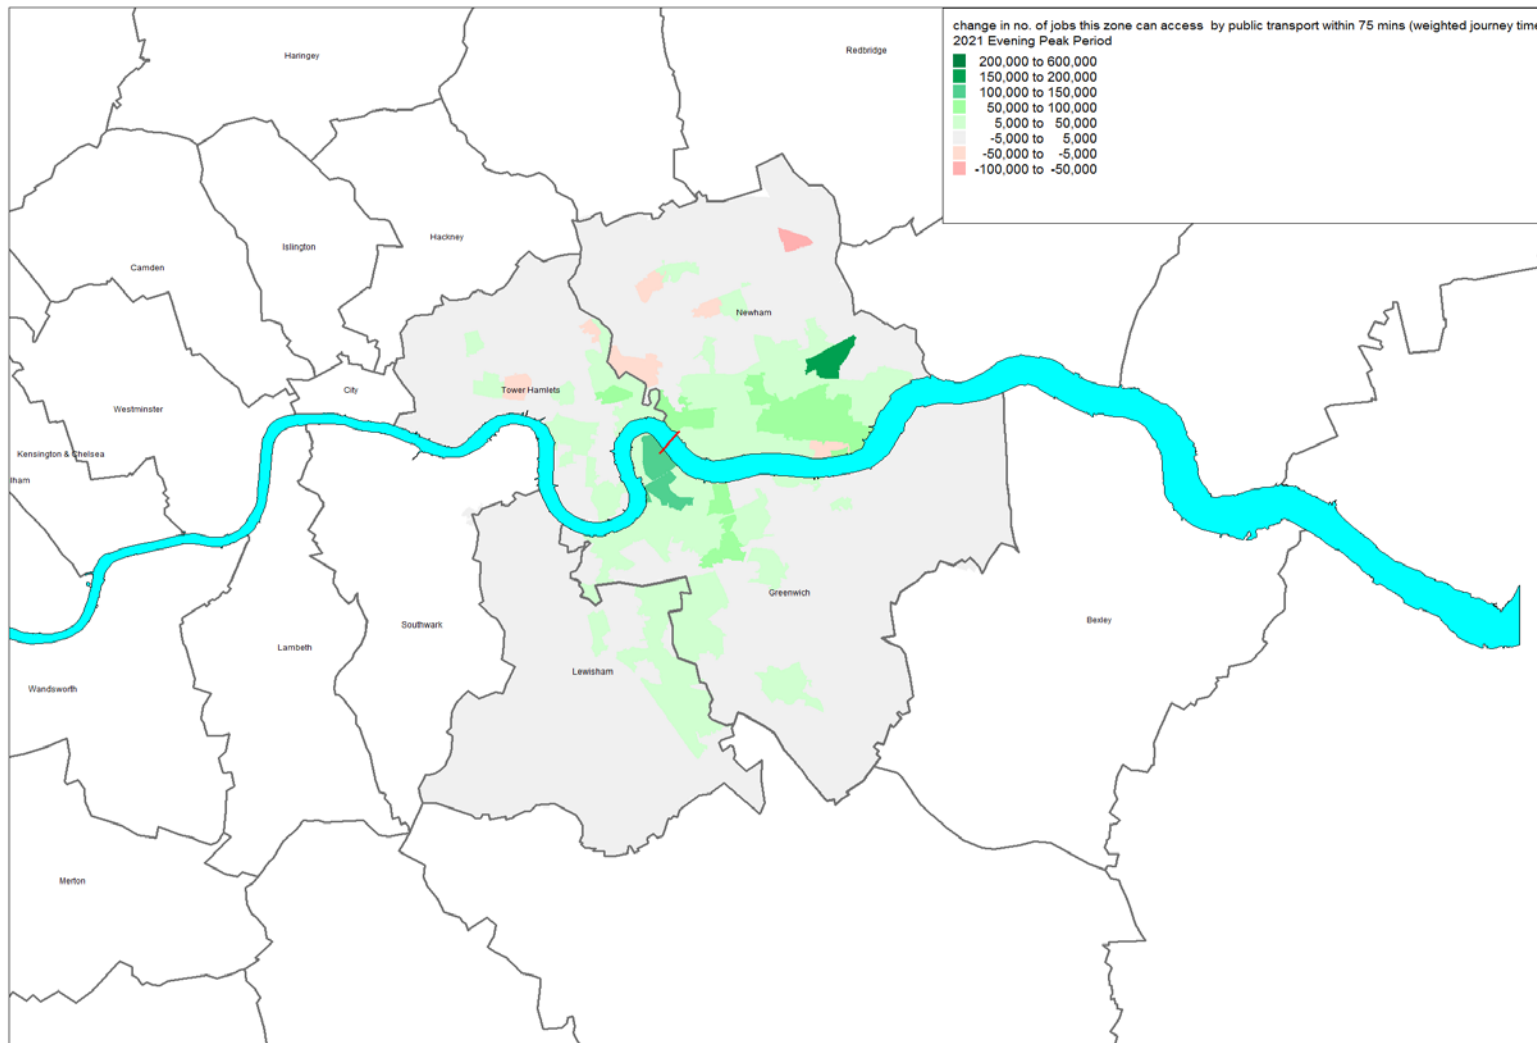 change in no. of jobs this zone can access by public transport within 75 mins (weighted journey time
2021 Evening Peak Period
200,000 to 600,000
150,000 to 200,000
100,000 to 150,000
50,000 to 100,000
5,000 to 50,000
-5,000 to 5,000
-50,000 to -5,000
-100,000 to -50,000
Haringey
Redbridge
Hackney
Islington
Camden
Newham
Tower Hamlets
City
Westminster
Kensington & Chelsea
lham
Greenwich
Bexley
Southwark
Lambeth
Lewisham
Wandsworth
Merton